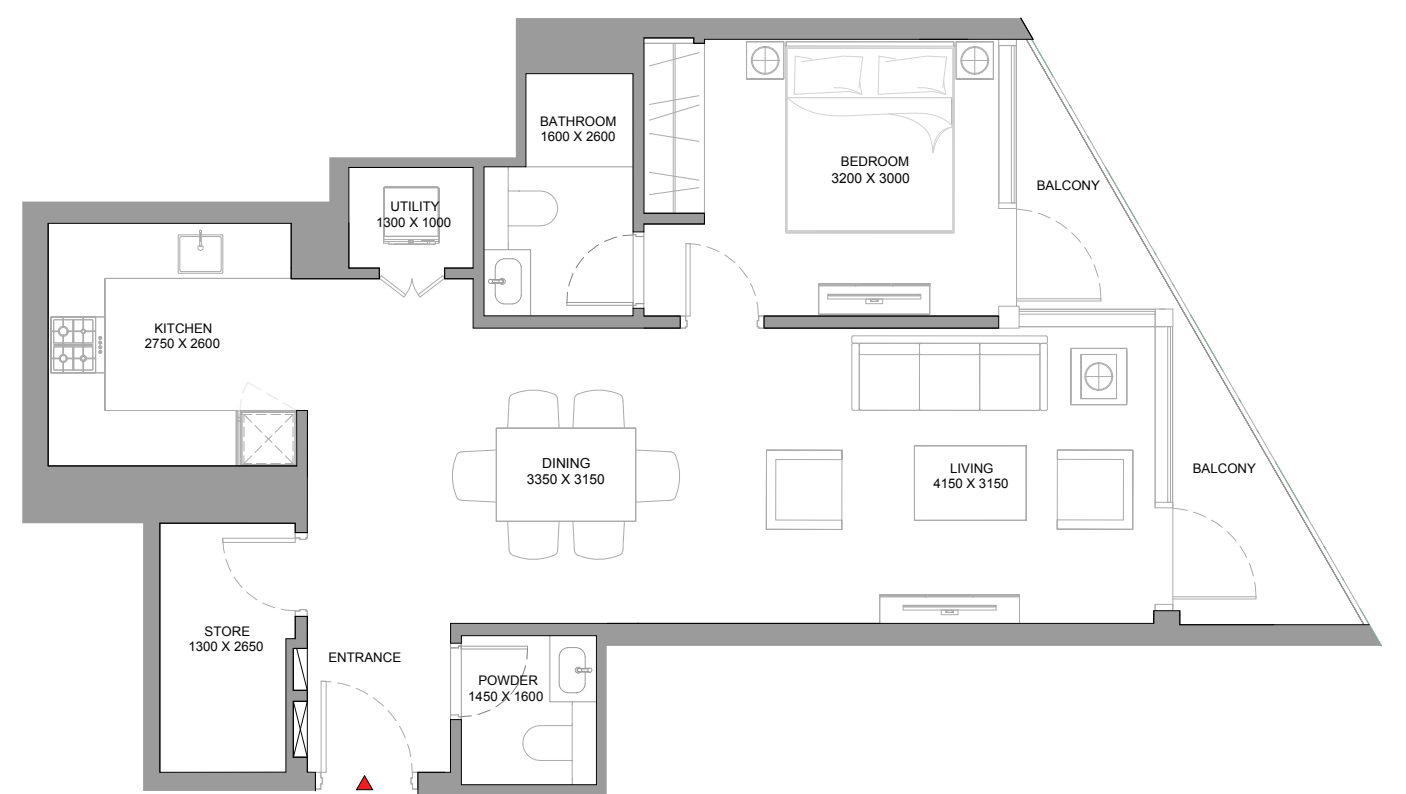 BATHROOM
1600 X 2600
BEDROOM
3200 X 3000
BALCONY
UTILITY
1300 X 1000
KITCHEN
2750 X 2600
DINING
3350 X 3150
LIVING
4150 X 3150
BALCONY
STORE
1300 X 2650
ENTRANCE
POWDER
1450 X 1600